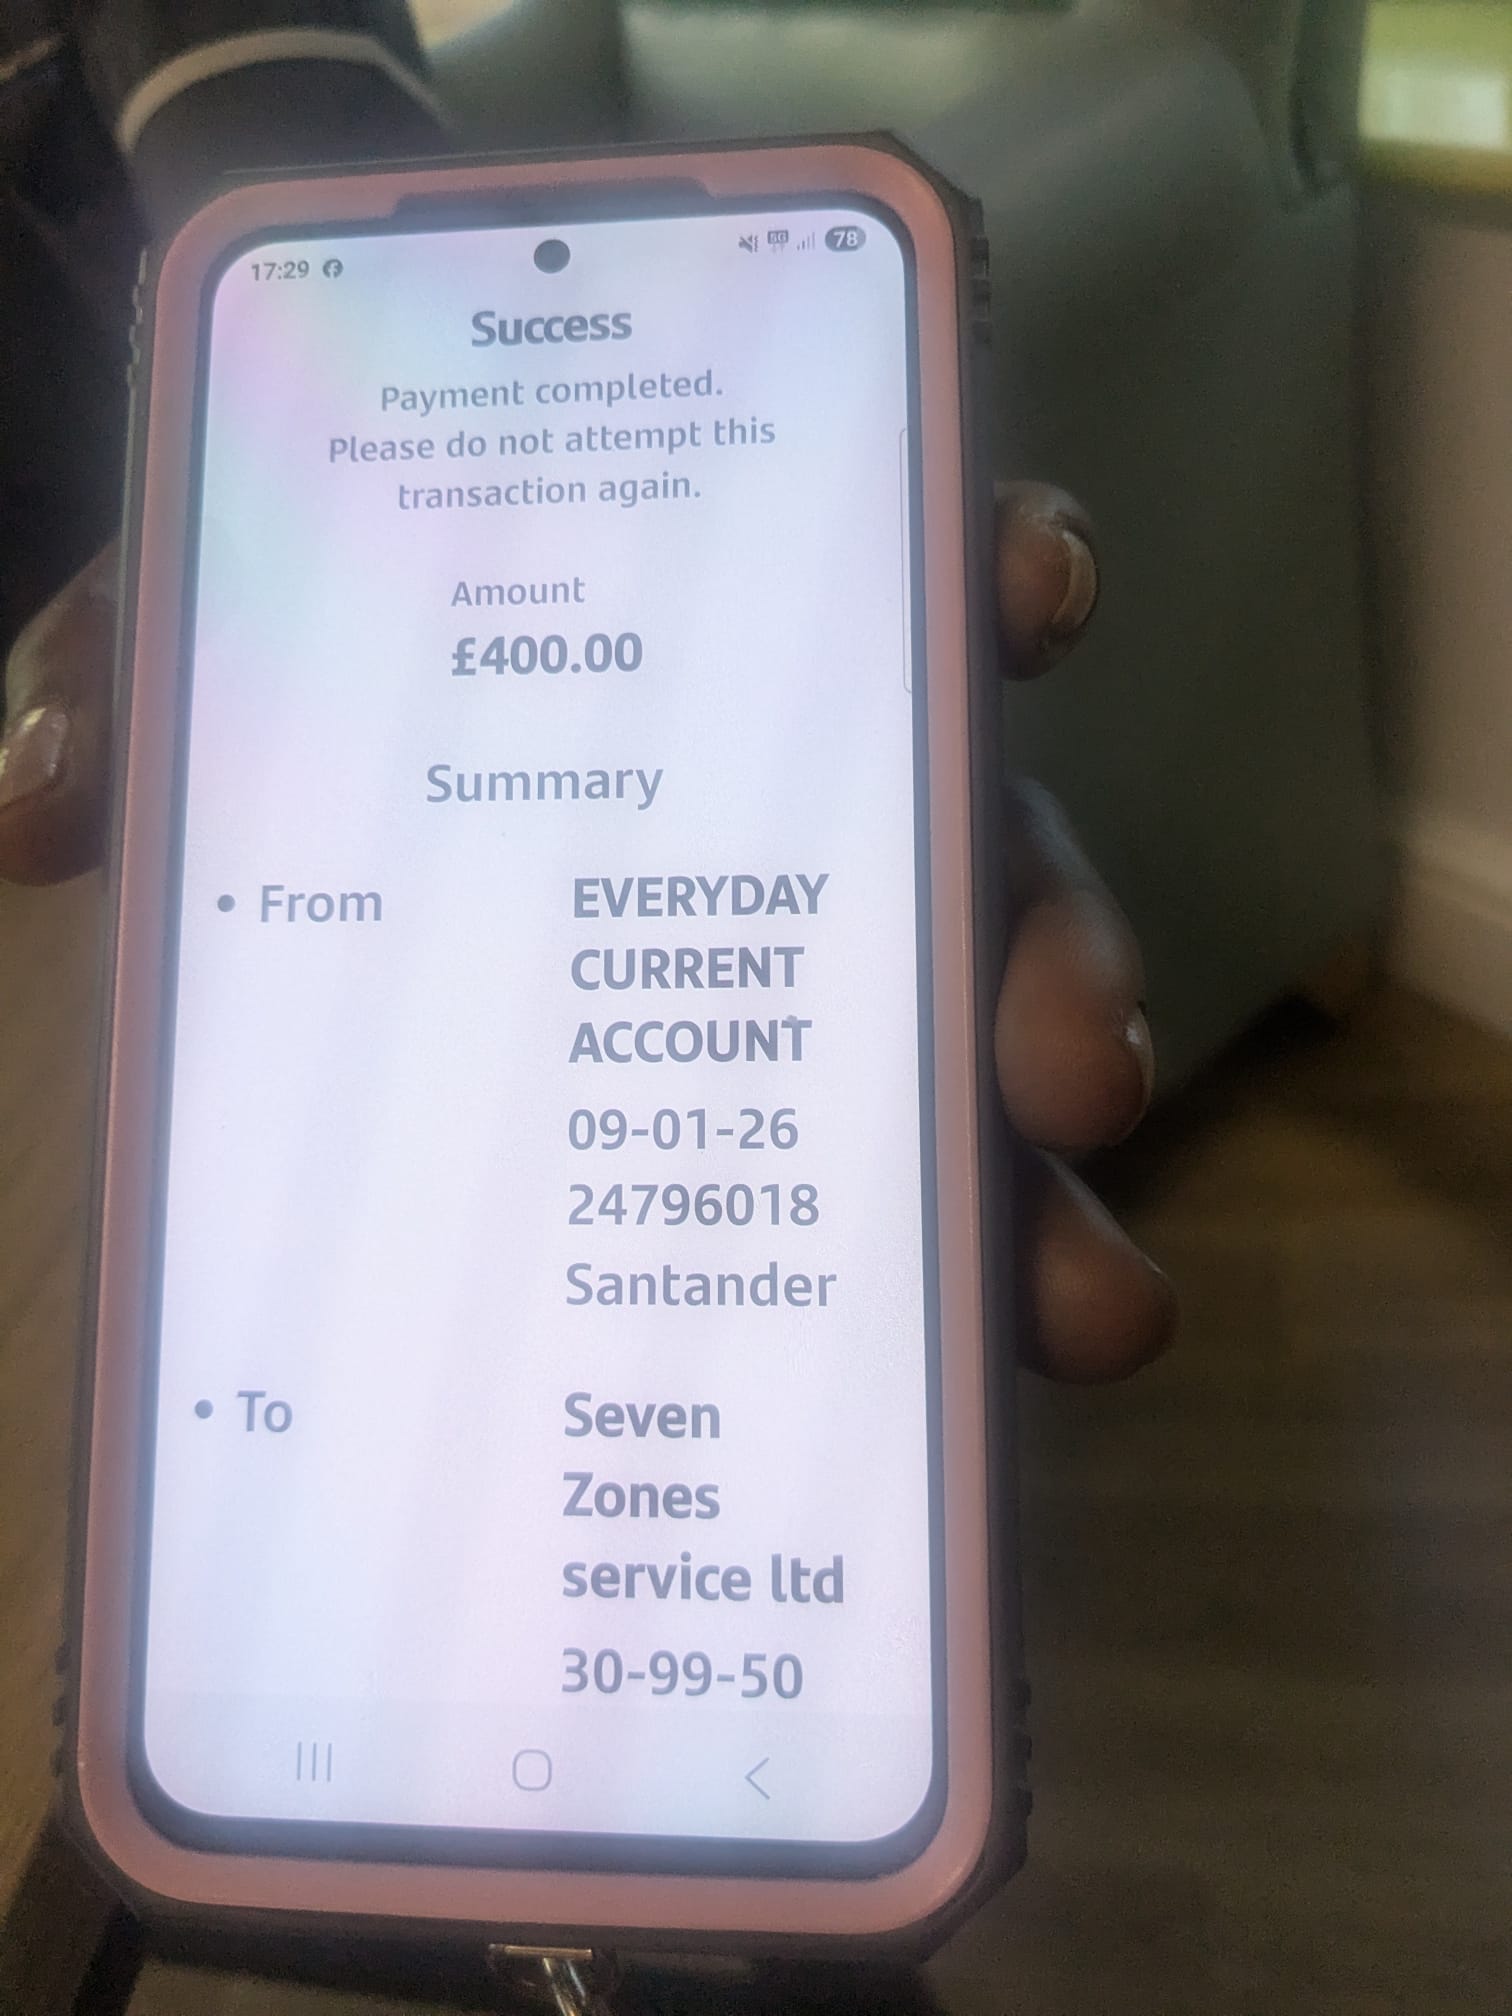 17:29
5G
78
Success
Payment completed.
Please do not attempt this
transaction again.
Amount
£400.00
Summary
• From
EVERYDAY
CURRENT
ACCOUNT
09-01-26
24796018
Santander
• To
Seven
Zones
service ltd
30-99-50